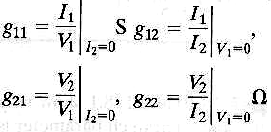 g₁₁ = I₁/V₁ |I₂=0 S g₁₂ = I₁/I₂ |V₁=0,
g₂₁ = V₂/V₁ |I₂=0, g₂₂ = V₂/I₂ |V₁=0 Ω